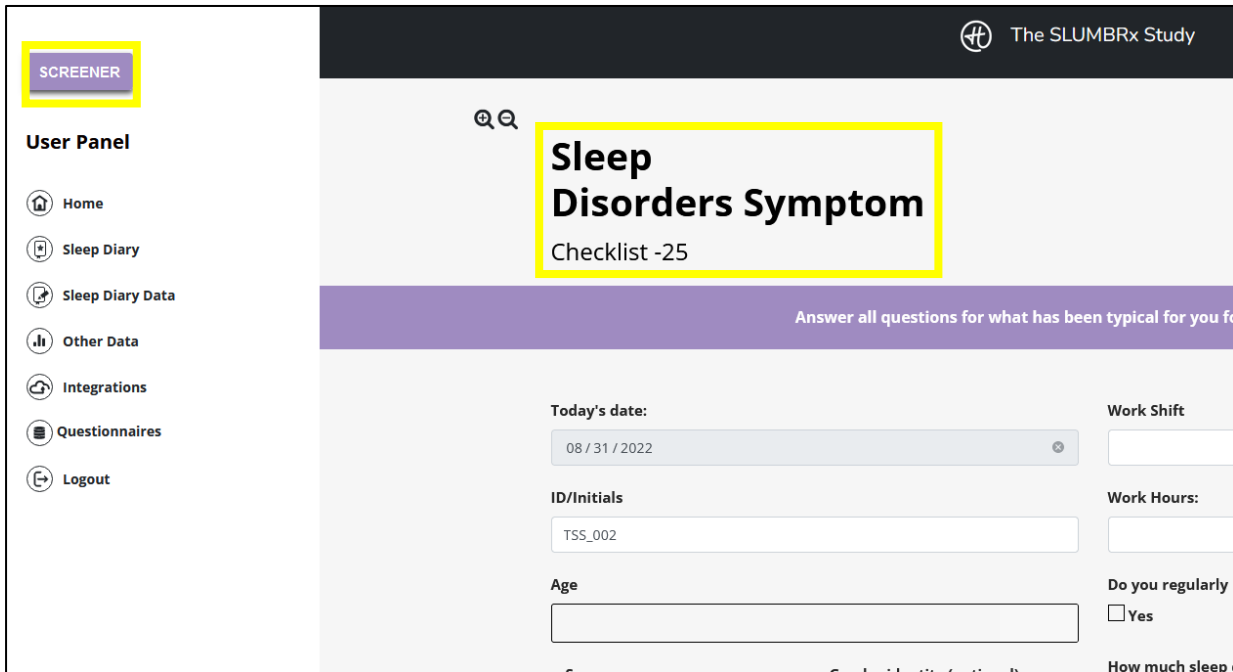 SCREENER
User Panel
Home
Sleep Diary
Sleep Diary Data
Other Data
Integrations
Questionnaires
Logout
The SLUMBRx Study
Sleep
Disorders Symptom
Checklist -25
Answer all questions for what has been typical for you
Today's date:
08 / 31 / 2022
ID/Initials
TSS_002
Age
Work Shift
Work Hours:
Do you regularly
Yes
How much sleep